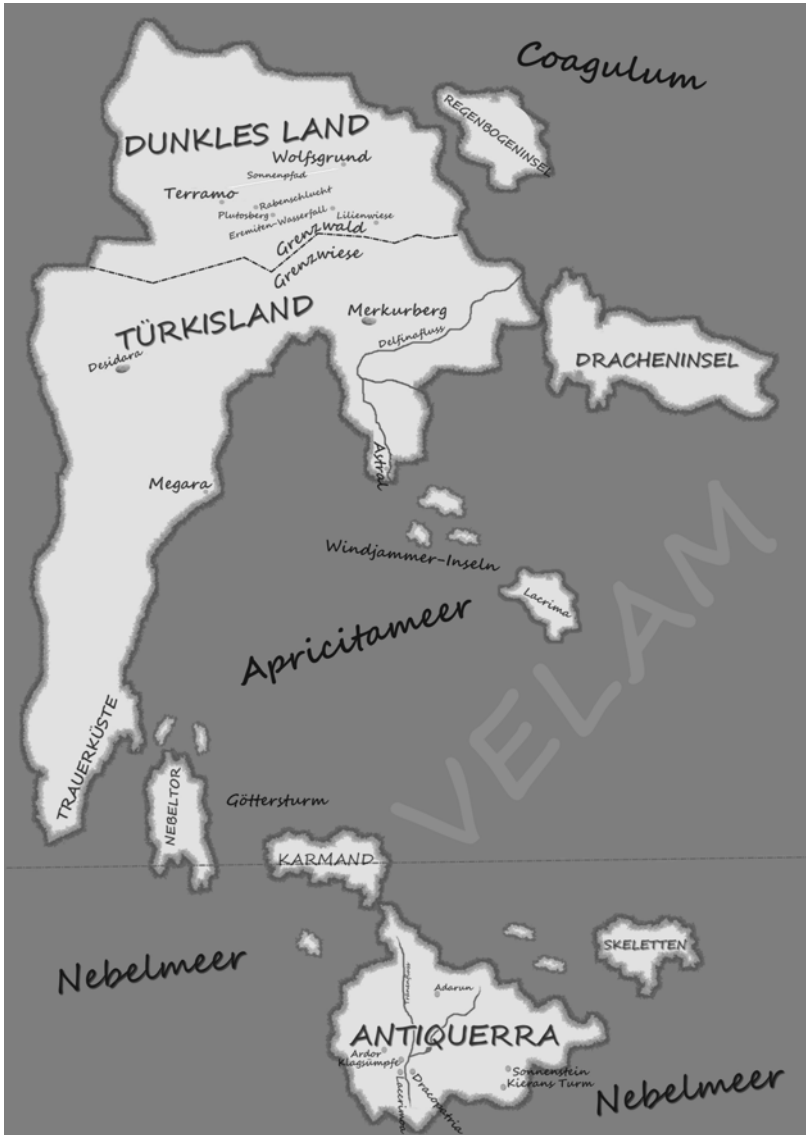 Coagulum
REGENBOGENINSEL
DUNKLES LAND
Wolfsgrund
Sonnenpfad
Terramo
Rabenschlucht
Plutosberg
Eremiten-Wasserfall
Lilienwiese
Grenzwald
Grenzwiese
TÜRKISLAND
Merkurberg
Delfinafluss
Desidara
DRACHENINSEL
Astral
Megara
Windjammer-Inseln
Lacrima
Apricitameer
VELAM
TRAUERKÜSTE
NEBELTOR
Göttersturm
KARMAND
Nebelmeer
SKELETTEN
Adarun
ANTIQUERRA
Ardor
Klagsümpfe
Sonnenstein
Kierans Turm
Dracopatria
Nebelmeer